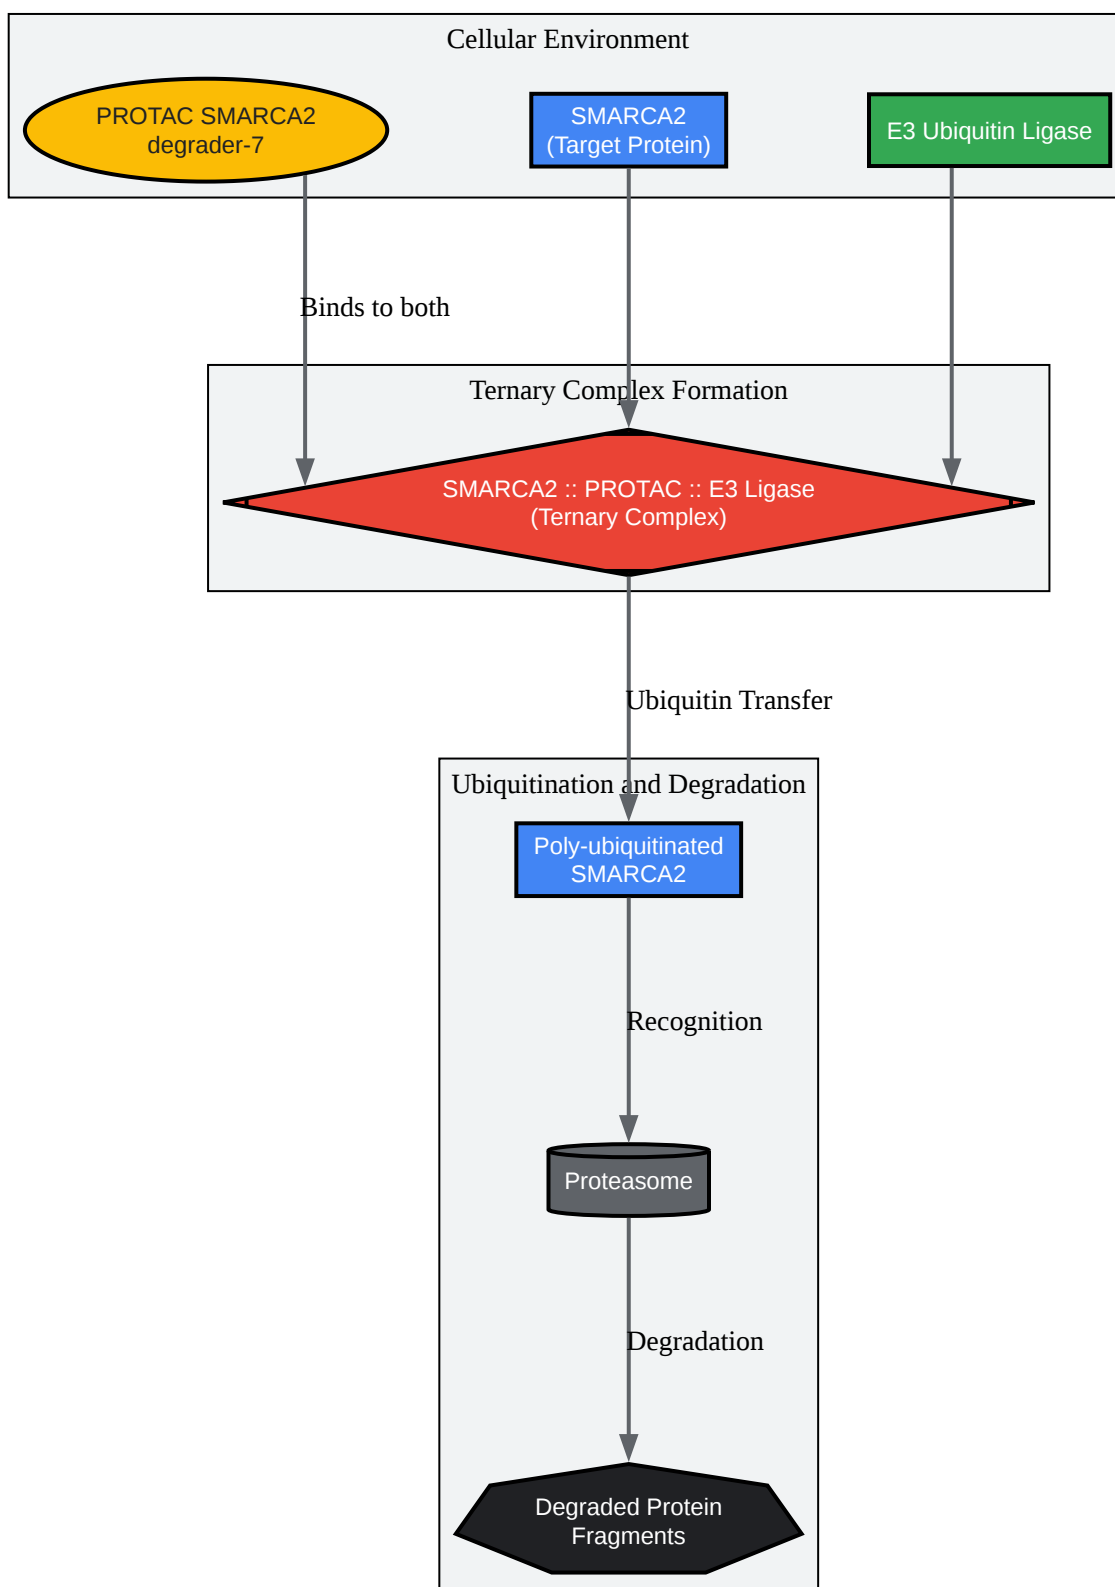 Cellular Environment
PROTAC SMARCA2
degrader-7
SMARCA2
(Target Protein)
E3 Ubiquitin Ligase
Binds to both
Ternary Complex Formation
SMARCA2 :: PROTAC :: E3 Ligase
(Ternary Complex)
Ubiquitin Transfer
Ubiquitination and Degradation
Poly-ubiquitinated
SMARCA2
Recognition
Proteasome
Degradation
Degraded Protein
Fragments